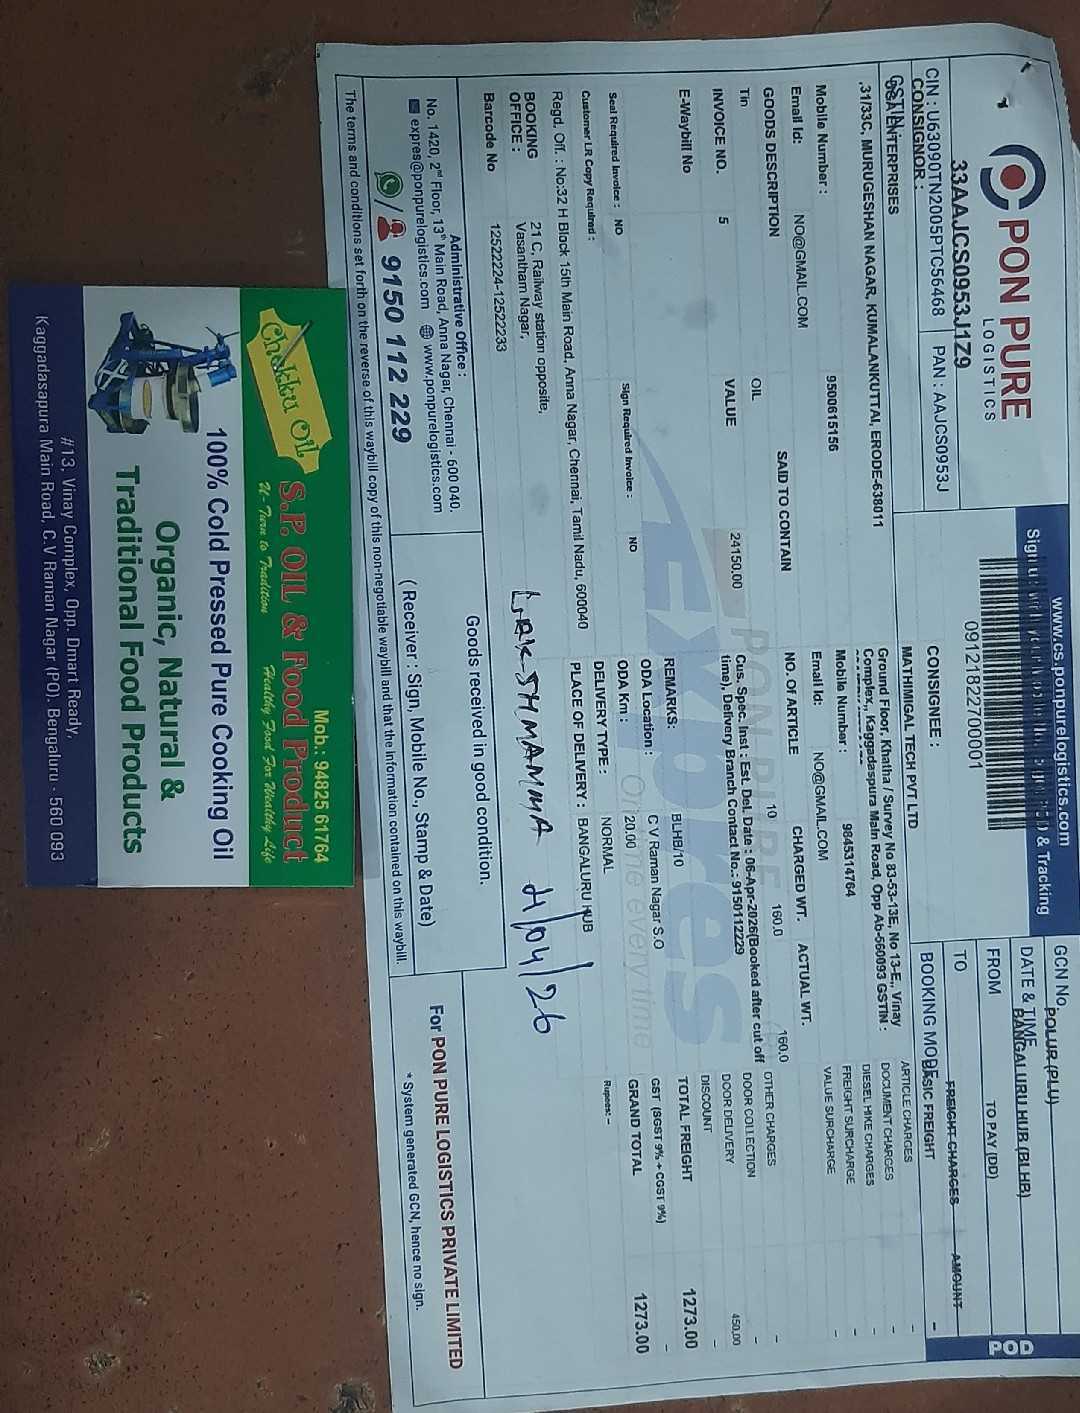 PON PURE
LOGISTICS
33AAJCS0953J1Z9
CIN : U63090TN2005PTC056468
PAN : AAJCS0953J
www.cs.ponpurelogistics.com
& Tracking
0912182270001
GCN No.
POLUR (PLU)
DATE & TIME
BANGALURU HUB (BLHB)
FROM
TO PAY (DD)
TO
BOOKING MODE
POD
CONSIGNOR :
GSTIN :
ENTERPRISES
,31/33C, MURUGESHAN NAGAR, KUMALANKUTTAI, ERODE-638011
Mobile Number : 9500615156
Email Id: NO@GMAIL.COM
CONSIGNEE :
MATHIMIGAL TECH PVT LTD
Ground Floor, Khatha / Survey No 83-53-13E, No 13-E,, Vinay
Complex,, Kaggadaspura Main Road, Opp Ab-560093 GSTIN :
Mobile Number : 9845314764
Email Id: NO@GMAIL.COM
GOODS DESCRIPTION SAID TO CONTAIN NO. OF ARTICLE CHARGED WT. ACTUAL WT.
Tin OIL 10 160.0 160.0
INVOICE NO. VALUE
5 24150.00
E-Waybill No
Cus. Spec. Inst.: Est. Del. Date : 06-Apr-2026(Booked after cut off
time), Delivery Branch Contact No.: 9150112229
REMARKS: BLHB/10
ODA Location : C V Raman Nagar S.O
ODA Km : 20.00
DELIVERY TYPE : NORMAL
PLACE OF DELIVERY : BANGALURU HUB
Seal Required Invoice : NO
Sign Required Invoice : NO
Customer LR Copy Required :
Regd. Off. : No:32 H Block 15th Main Road, Anna Nagar, Chennai, Tamil Nadu, 600040
BOOKING
OFFICE :
21 C, Railway station opposite,
Vasantham Nagar,
Barcode No 12522224-12522233
PON PURE
Express
On time every time
FREIGHT CHARGES AMOUNT
BASIC FREIGHT -
ARTICLE CHARGES -
DOCUMENT CHARGES -
DIESEL HIKE CHARGES -
FREIGHT SURCHARGE -
VALUE SURCHARGE -
OTHER CHARGES -
DOOR COLLECTION -
DOOR DELIVERY 450.00
DISCOUNT -
TOTAL FREIGHT 1273.00
GST (SGST 9% + CGST 9%) -
GRAND TOTAL 1273.00
Rupees: -
LakSHMAMMA
Goods received in good condition.
( Receiver : Sign, Mobile No., Stamp & Date)
Administrative Office :
No. 1420, 2nd Floor, 13th Main Road, Anna Nagar, Chennai - 600 040.
expres@ponpurelogistics.com www.ponpurelogistics.com
/ 9150 112 229
For PON PURE LOGISTICS PRIVATE LIMITED
* System generated GCN, hence no sign.
The terms and conditions set forth on the reverse of this waybill copy of this non-negotiable waybill and that the information contained on this waybill.
Mob.: 94825 61764
Chekku Oil
S.P. OIL & Food Product
U- Turn to Tradition Healthy Food For Wealthy Life
100% Cold Pressed Pure Cooking Oil
Organic, Natural &
Traditional Food Products
#13, Vinay Complex, Opp. Dmart Ready,
Kaggadasapura Main Road, C.V Raman Nagar (PO). Bengaluru - 560 093